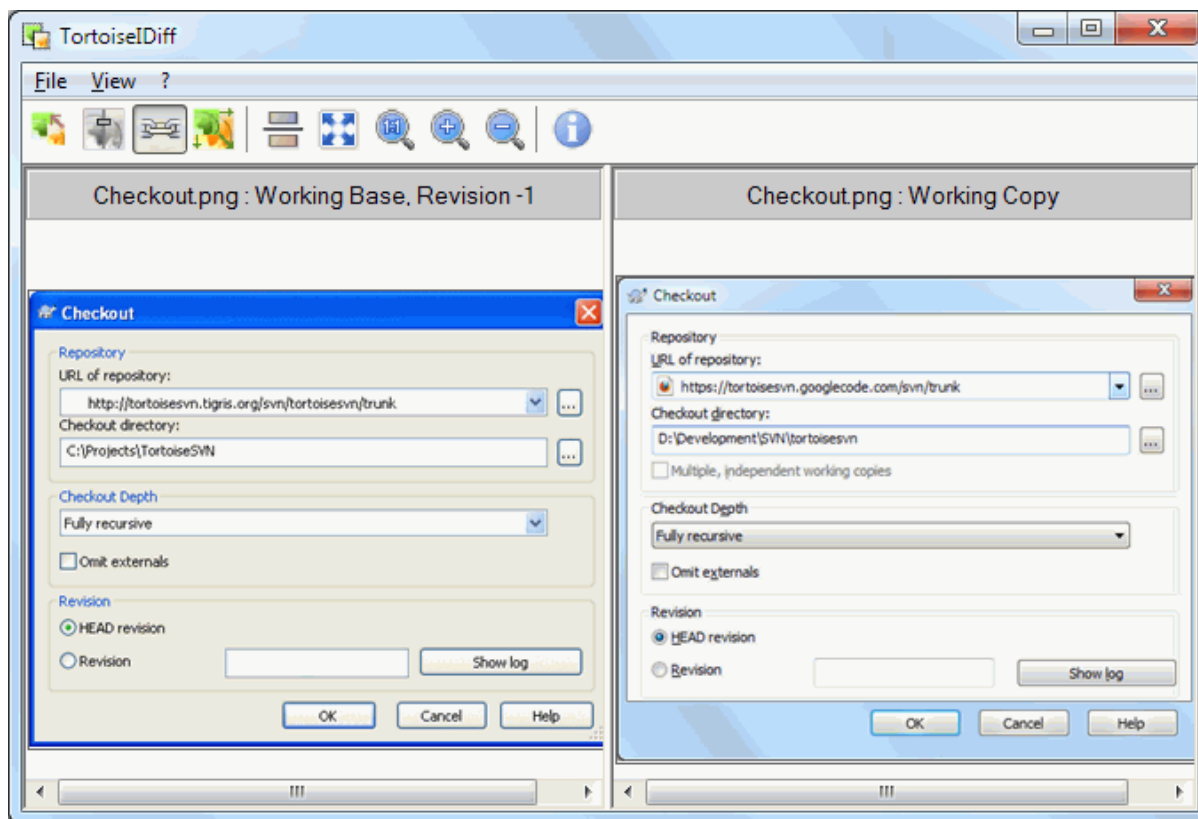 TortoiseIDiff
File View ?
1:1
Checkout.png : Working Base, Revision -1
Checkout
Repository
URL of repository:
http://tortoisesvn.tigris.org/svn/tortoisesvn/trunk
...
Checkout directory:
C:\Projects\TortoiseSVN
...
Checkout Depth
Fully recursive
Omit externals
Revision
HEAD revision
Revision
Show log
OK Cancel Help
Checkout.png : Working Copy
Checkout
Repository
URL of repository:
https://tortoisesvn.googlecode.com/svn/trunk
...
Checkout directory:
D:\Development\SVN\tortoisesvn
...
Multiple, independent working copies
Checkout Depth
Fully recursive
Omit externals
Revision
HEAD revision
Revision
Show log
OK Cancel Help